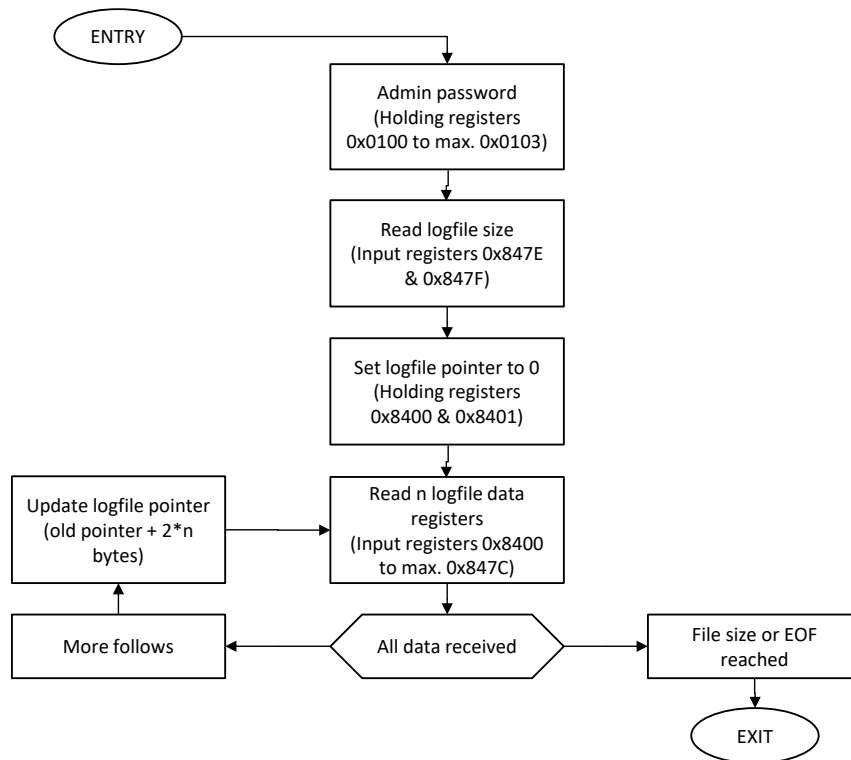 ENTRY
Admin password
(Holding registers
0x0100 to max. 0x0103)
Read logfile size
(Input registers 0x847E
& 0x847F)
Set logfile pointer to 0
(Holding registers
0x8400 & 0x8401)
Update logfile pointer
(old pointer + 2*n
bytes)
Read n logfile data
registers
(Input registers 0x8400
to max. 0x847C)
More follows
All data received
File size or EOF
reached
EXIT